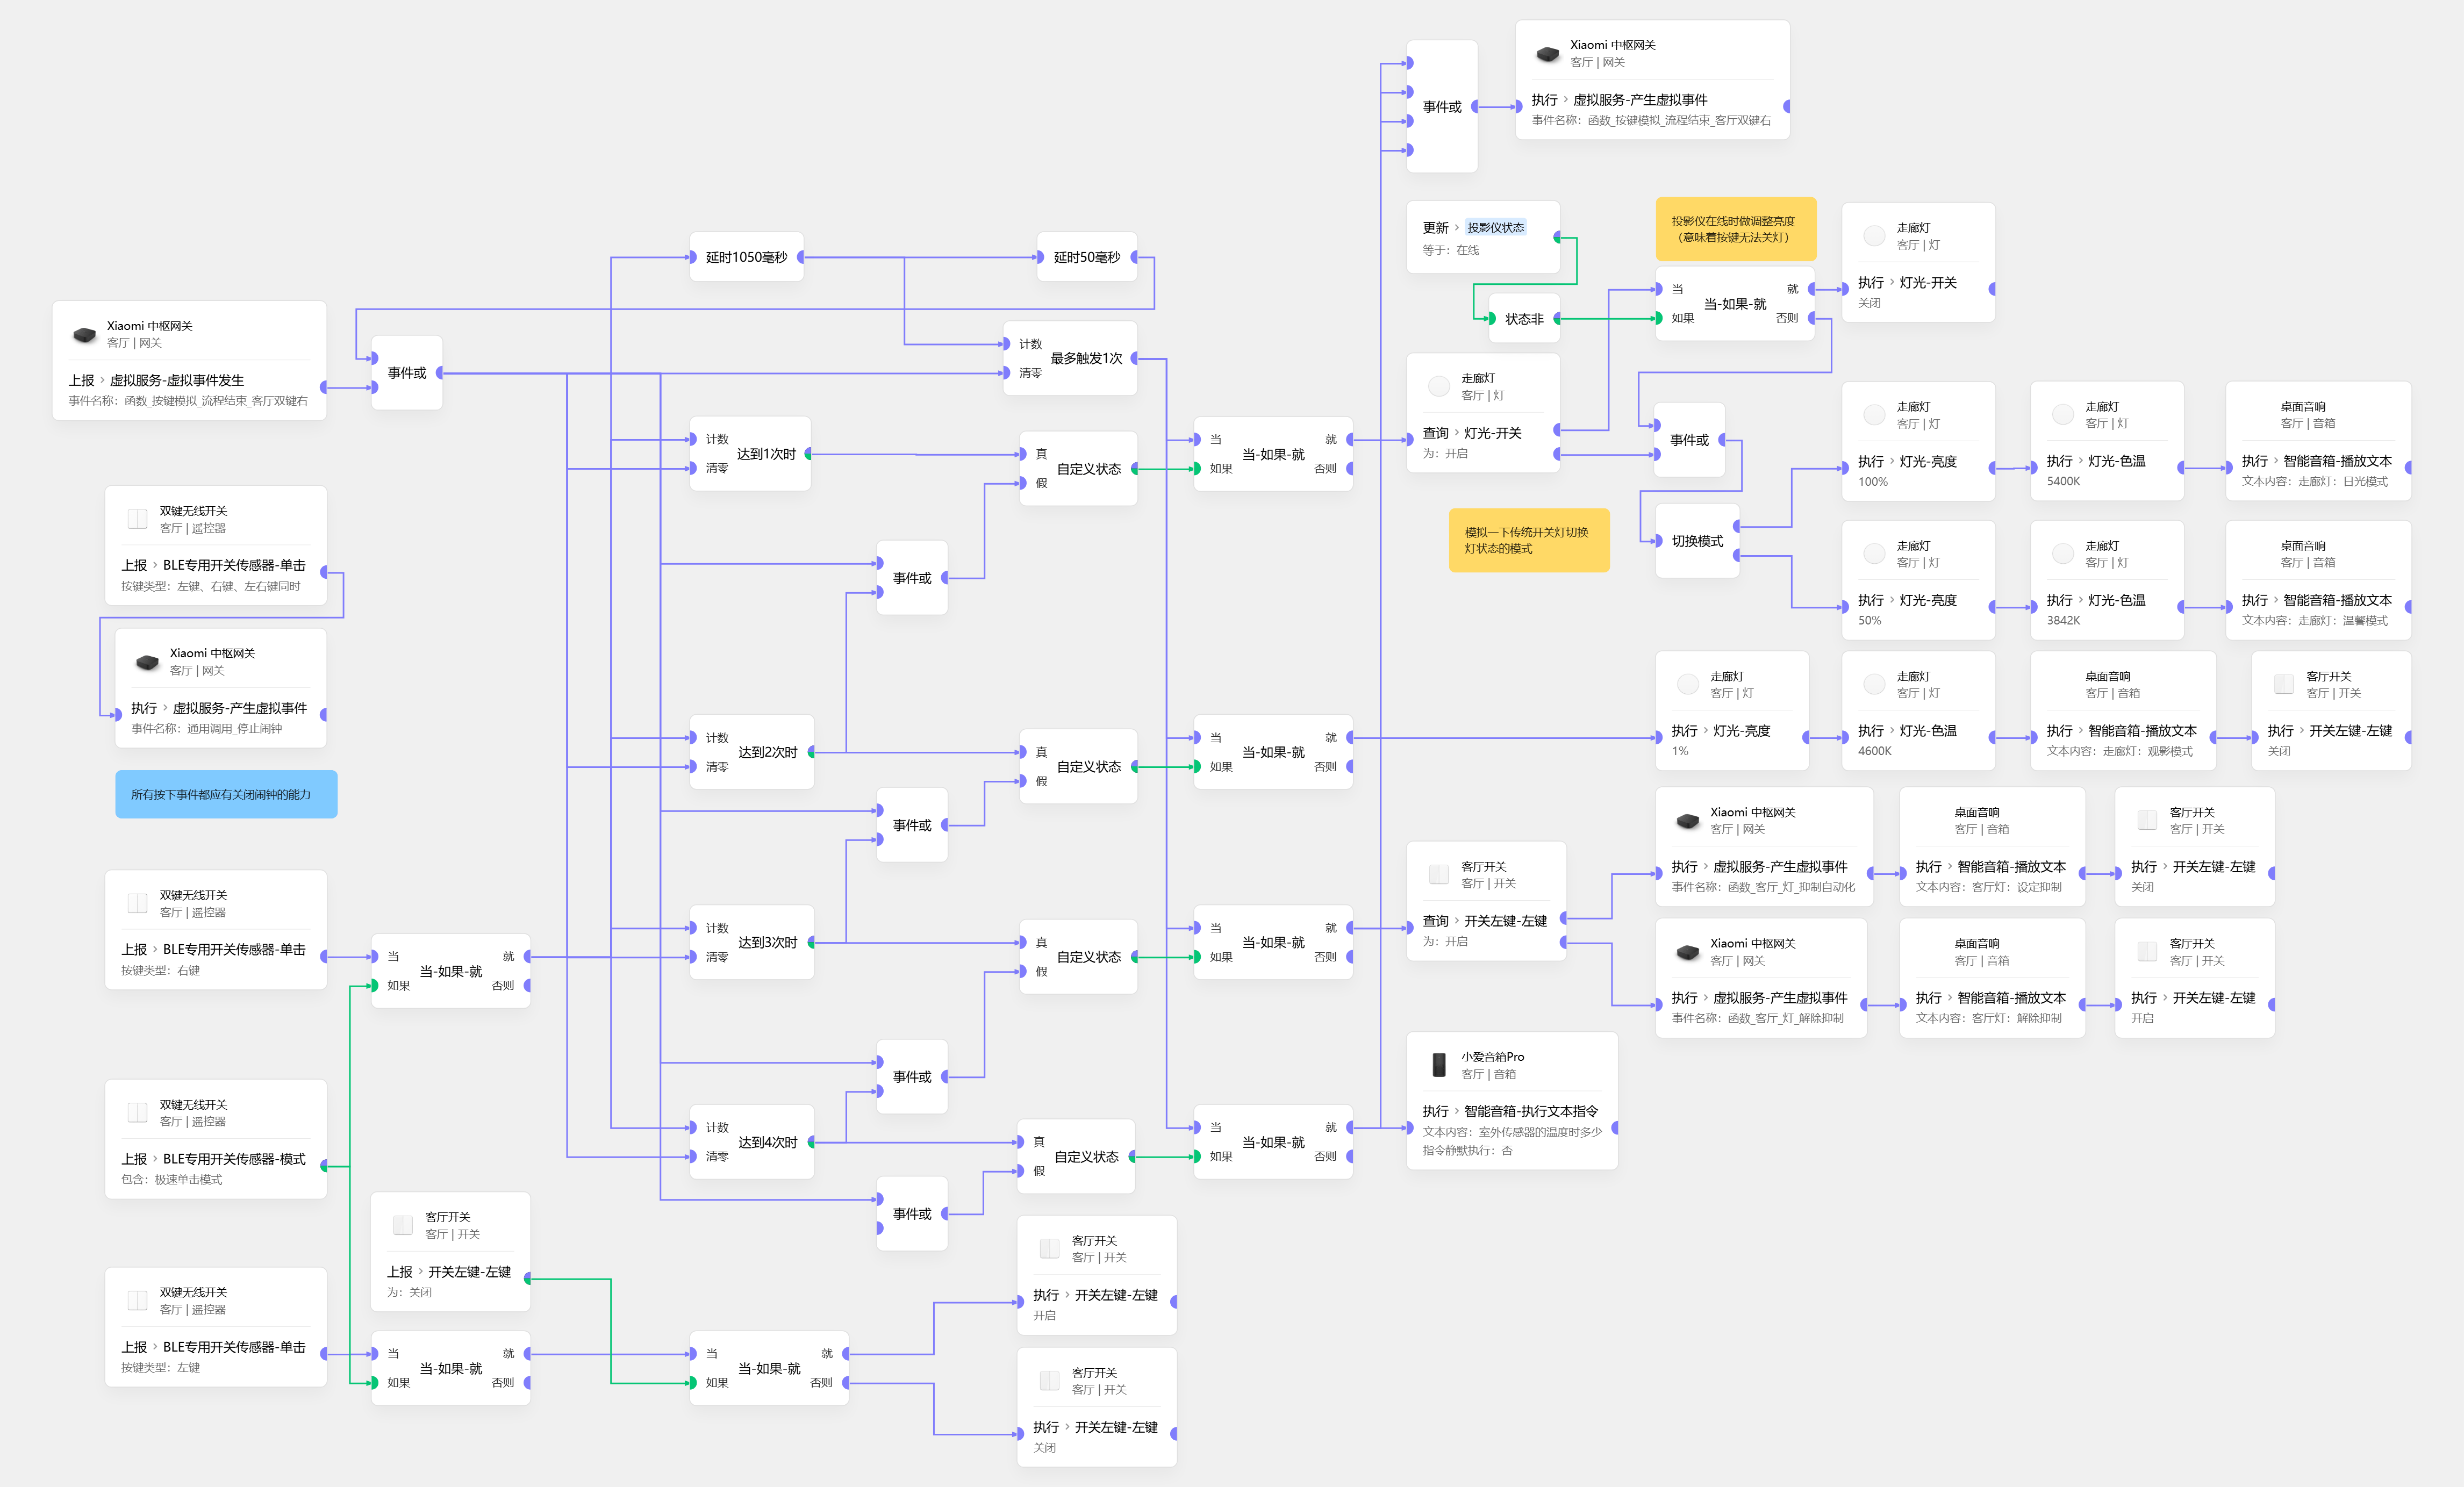 Xiaomi 中枢网关
客厅 | 网关
执行 › 虚拟服务-产生虚拟事件
事件名称：函数_按键模拟_流程结束_客厅双键右
事件或
更新 › 投影仪状态
等于：在线
投影仪在线时做调整亮度
（意味着按键无法关灯）
走廊灯
客厅 | 灯
执行 › 灯光-开关
关闭
延时1050毫秒
延时50毫秒
状态非
当
如果
当-如果-就
就
否则
Xiaomi 中枢网关
客厅 | 网关
上报 › 虚拟服务-虚拟事件发生
事件名称：函数_按键模拟_流程结束_客厅双键右
事件或
计数
清零
最多触发1次
走廊灯
客厅 | 灯
查询 › 灯光-开关
为：开启
事件或
走廊灯
客厅 | 灯
执行 › 灯光-亮度
100%
走廊灯
客厅 | 灯
执行 › 灯光-色温
5400K
桌面音响
客厅 | 音箱
执行 › 智能音箱-播放文本
文本内容：走廊灯：日光模式
计数
清零
达到1次时
真
假
自定义状态
当
如果
当-如果-就
就
否则
双键无线开关
客厅 | 遥控器
上报 › BLE专用开关传感器-单击
按键类型：左键、右键、左右键同时
事件或
模拟一下传统开关灯切换
灯状态的模式
切换模式
走廊灯
客厅 | 灯
执行 › 灯光-亮度
50%
走廊灯
客厅 | 灯
执行 › 灯光-色温
3842K
桌面音响
客厅 | 音箱
执行 › 智能音箱-播放文本
文本内容：走廊灯：温馨模式
Xiaomi 中枢网关
客厅 | 网关
执行 › 虚拟服务-产生虚拟事件
事件名称：通用调用_停止闹钟
所有按下事件都应有关闭闹钟的能力
计数
清零
达到2次时
真
假
自定义状态
当
如果
当-如果-就
就
否则
走廊灯
客厅 | 灯
执行 › 灯光-亮度
1%
走廊灯
客厅 | 灯
执行 › 灯光-色温
4600K
桌面音响
客厅 | 音箱
执行 › 智能音箱-播放文本
文本内容：走廊灯：观影模式
客厅开关
客厅 | 开关
执行 › 开关左键-左键
关闭
事件或
双键无线开关
客厅 | 遥控器
上报 › BLE专用开关传感器-单击
按键类型：右键
当
如果
当-如果-就
就
否则
计数
清零
达到3次时
真
假
自定义状态
当
如果
当-如果-就
就
否则
客厅开关
客厅 | 开关
查询 › 开关左键-左键
为：开启
Xiaomi 中枢网关
客厅 | 网关
执行 › 虚拟服务-产生虚拟事件
事件名称：函数_客厅_灯_抑制自动化
桌面音响
客厅 | 音箱
执行 › 智能音箱-播放文本
文本内容：客厅灯：设定抑制
客厅开关
客厅 | 开关
执行 › 开关左键-左键
关闭
Xiaomi 中枢网关
客厅 | 网关
执行 › 虚拟服务-产生虚拟事件
事件名称：函数_客厅_灯_解除抑制
桌面音响
客厅 | 音箱
执行 › 智能音箱-播放文本
文本内容：客厅灯：解除抑制
客厅开关
客厅 | 开关
执行 › 开关左键-左键
开启
事件或
双键无线开关
客厅 | 遥控器
上报 › BLE专用开关传感器-模式
包含：极速单击模式
计数
清零
达到4次时
真
假
自定义状态
当
如果
当-如果-就
就
否则
小爱音箱Pro
客厅 | 音箱
执行 › 智能音箱-执行文本指令
文本内容：室外传感器的温度时多少
指令静默执行：否
事件或
客厅开关
客厅 | 开关
上报 › 开关左键-左键
为：关闭
双键无线开关
客厅 | 遥控器
上报 › BLE专用开关传感器-单击
按键类型：左键
当
如果
当-如果-就
就
否则
当
如果
当-如果-就
就
否则
客厅开关
客厅 | 开关
执行 › 开关左键-左键
开启
客厅开关
客厅 | 开关
执行 › 开关左键-左键
关闭